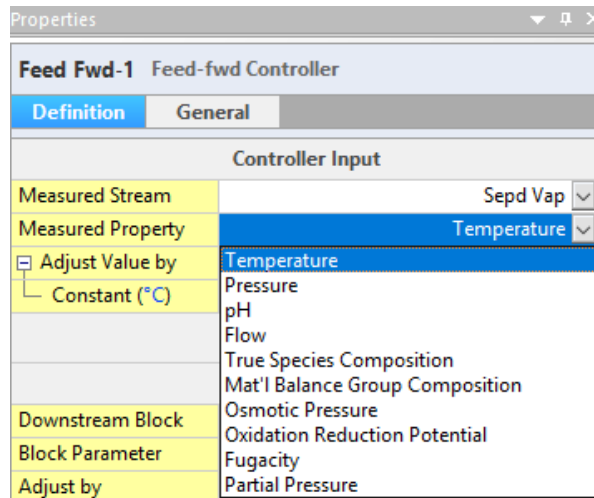 Properties
Feed Fwd-1 Feed-fwd Controller
Definition General
Controller Input
Measured Stream Sepd Vap
Measured Property Temperature
Adjust Value by Temperature
Constant (°C) Pressure
pH
Flow
True Species Composition
Mat'l Balance Group Composition
Downstream Block Osmotic Pressure
Block Parameter Oxidation Reduction Potential
Fugacity
Adjust by Partial Pressure